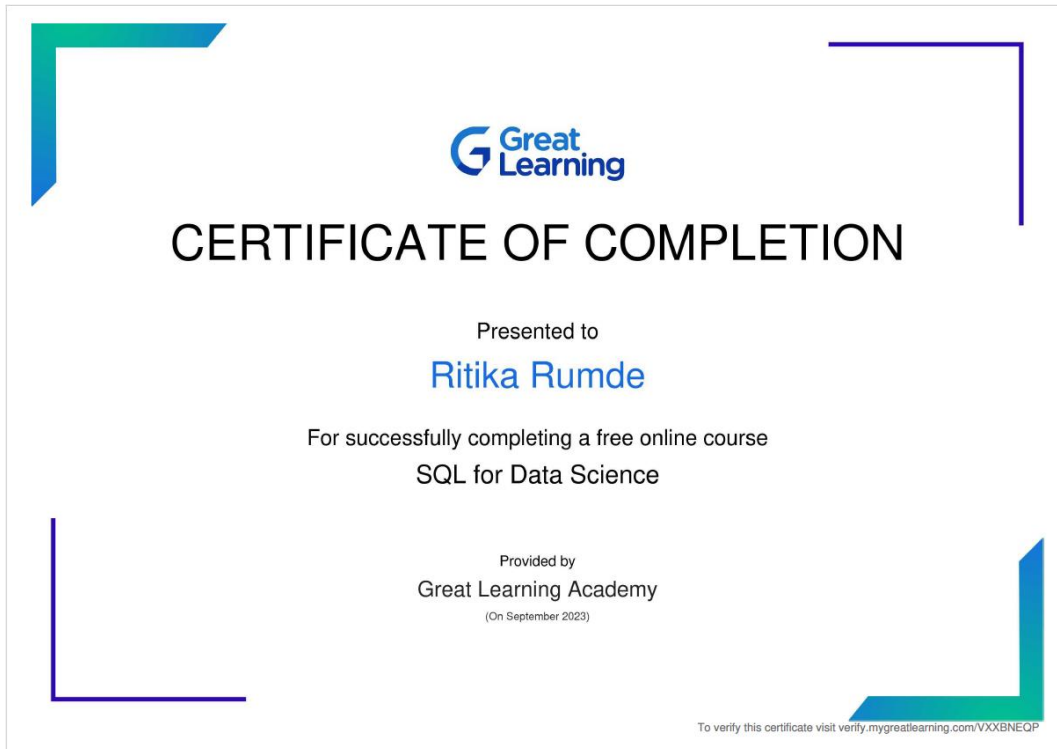 Great
Learning
CERTIFICATE OF COMPLETION
Presented to
Ritika Rumde
For successfully completing a free online course
SQL for Data Science
Provided by
Great Learning Academy
(On September 2023)
To verify this certificate visit verify.mygreatlearning.com/VXXBNEQP